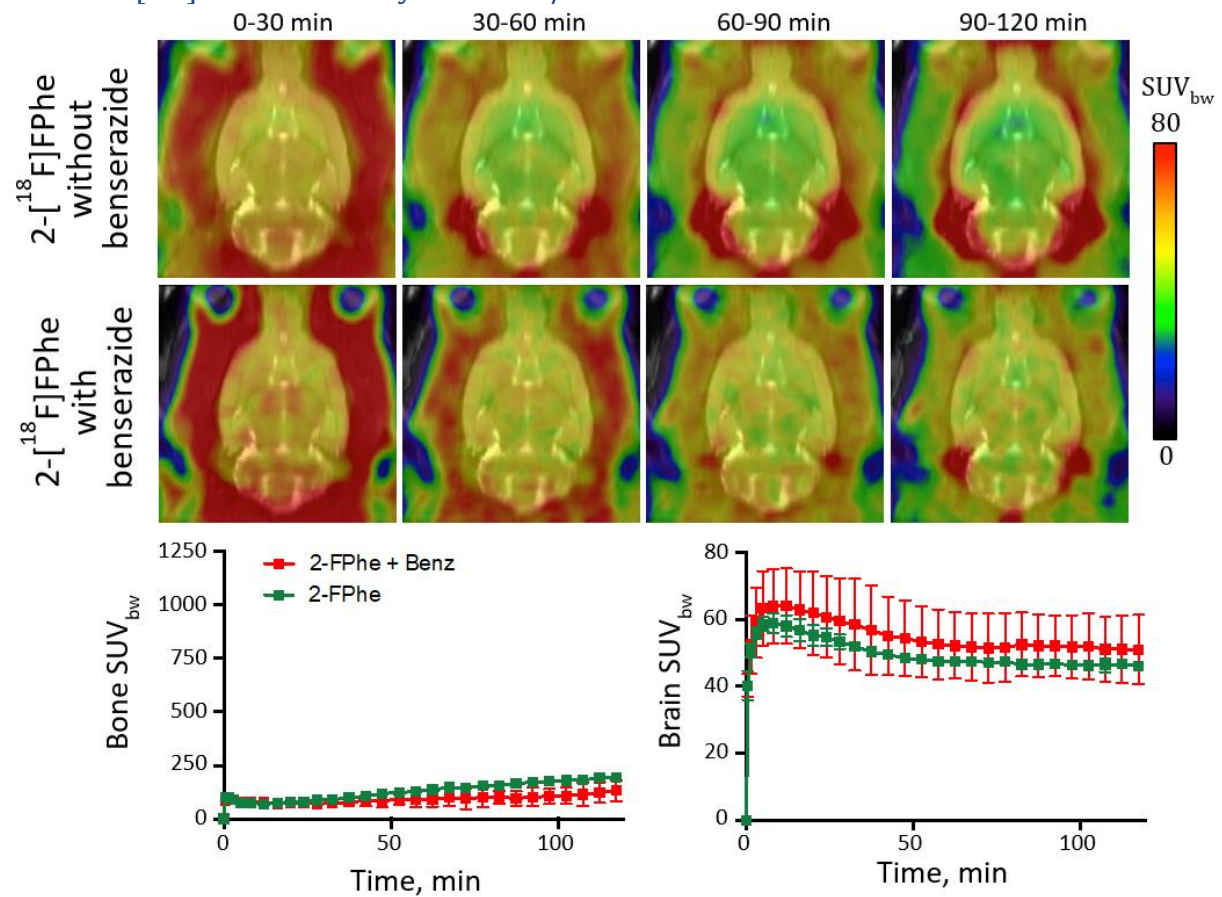 0-30 min 30-60 min 60-90 min 90-120 min
2-[18F]FPhe
without
benserazide
SUVbw
80
0
2-[18F]FPhe
with
benserazide
1250
1000
750
500
250
0
Bone SUVbw
2-FPhe + Benz
2-FPhe
0 50 100
Time, min
80
60
40
20
0
Brain SUVbw
0 50 100
Time, min